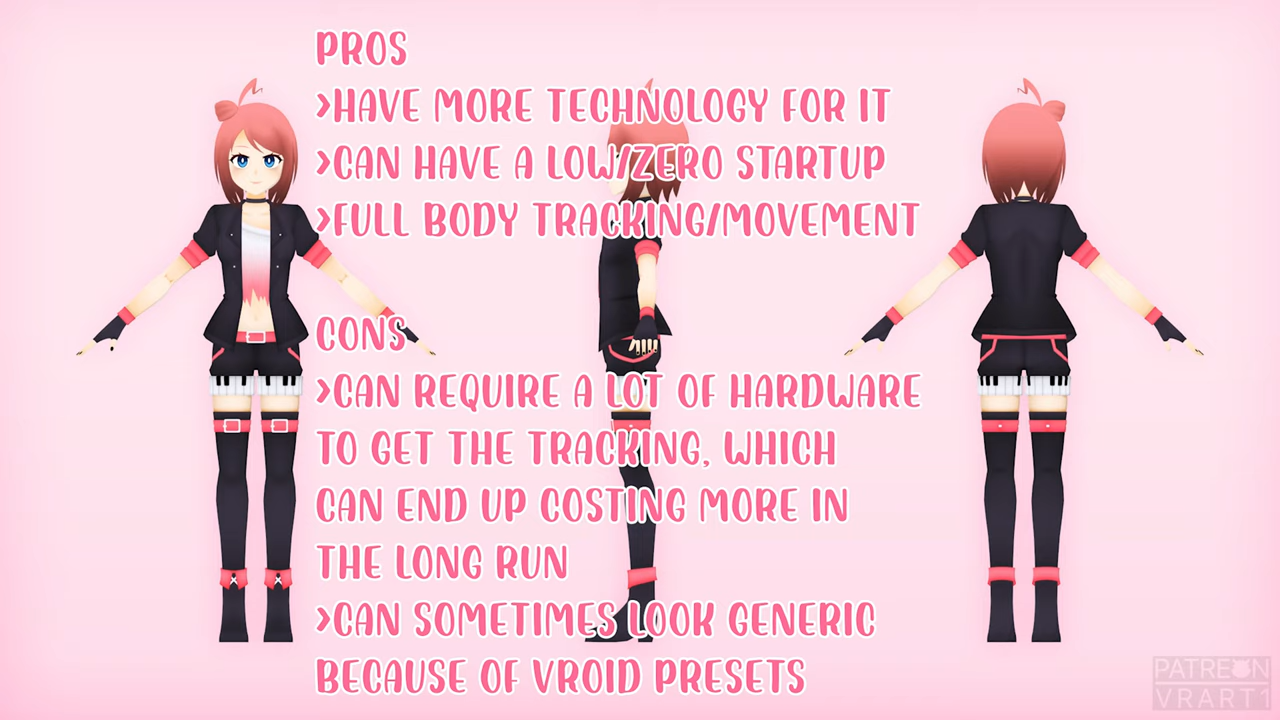 PROS
>HAVE MORE TECHNOLOGY FOR IT
>CAN HAVE A LOW/ZERO STARTUP
>FULL BODY TRACKING/MOVEMENT
CONS
>CAN REQUIRE A LOT OF HARDWARE
TO GET THE TRACKING, WHICH
CAN END UP COSTING MORE IN
THE LONG RUN
>CAN SOMETIMES LOOK GENERIC
BECAUSE OF VROID PRESETS
PATREON
VRART1